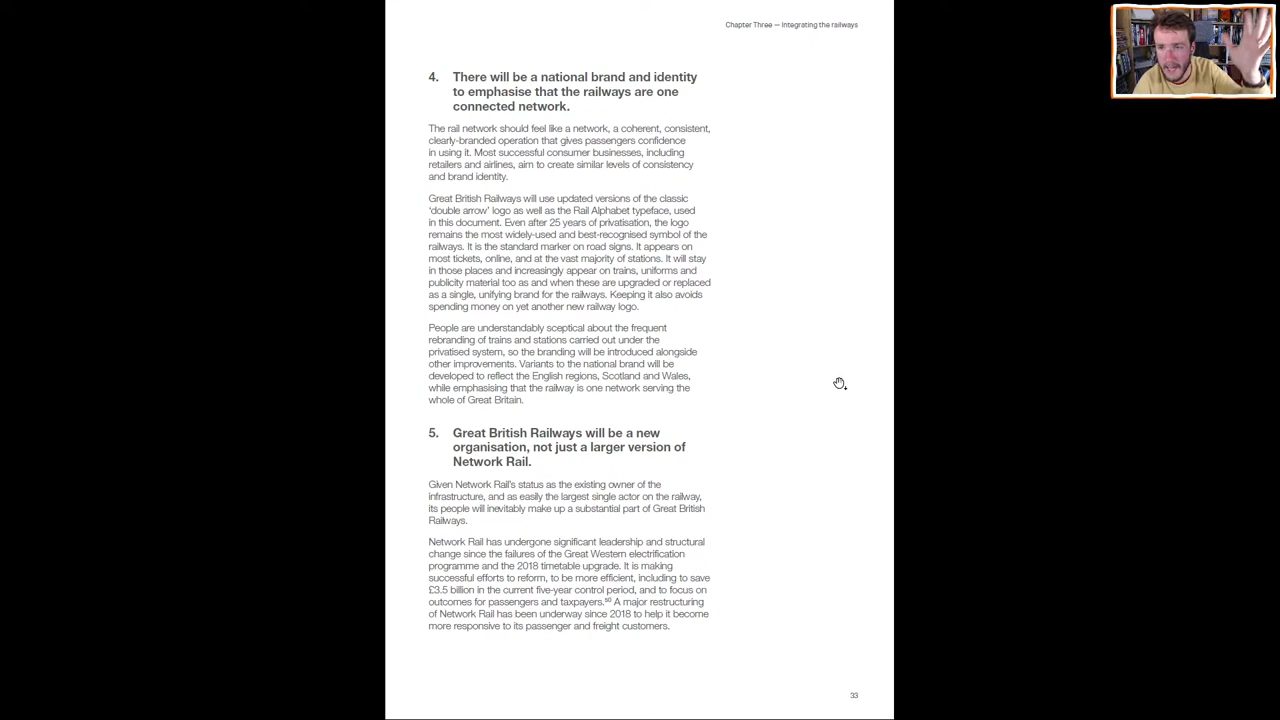 Chapter Three — Integrating the railways
4. There will be a national brand and identity
to emphasise that the railways are one
connected network.
The rail network should feel like a network, a coherent, consistent,
clearly-branded operation that gives passengers confidence
in using it. Most successful consumer businesses, including
retailers and airlines, aim to create similar levels of consistency
and brand identity.
Great British Railways will use updated versions of the classic
‘double arrow’ logo as well as the Rail Alphabet typeface, used
in this document. Even after 25 years of privatisation, the logo
remains the most widely-used and best-recognised symbol of the
railways. It is the standard marker on road signs. It appears on
most tickets, online, and at the vast majority of stations. It will stay
in those places and increasingly appear on trains, uniforms and
publicity material too as and when these are upgraded or replaced
as a single, unifying brand for the railways. Keeping it also avoids
spending money on yet another new railway logo.
People are understandably sceptical about the frequent
rebranding of trains and stations carried out under the
privatised system, so the branding will be introduced alongside
other improvements. Variants to the national brand will be
developed to reflect the English regions, Scotland and Wales,
while emphasising that the railway is one network serving the
whole of Great Britain.
5. Great British Railways will be a new
organisation, not just a larger version of
Network Rail.
Given Network Rail’s status as the existing owner of the
infrastructure, and as easily the largest single actor on the railway,
its people will inevitably make up a substantial part of Great British
Railways.
Network Rail has undergone significant leadership and structural
change since the failures of the Great Western electrification
programme and the 2018 timetable upgrade. It is making
successful efforts to reform, to be more efficient, including to save
£3.5 billion in the current five-year control period, and to focus on
outcomes for passengers and taxpayers.⁵⁰ A major restructuring
of Network Rail has been underway since 2018 to help it become
more responsive to its passenger and freight customers.
33